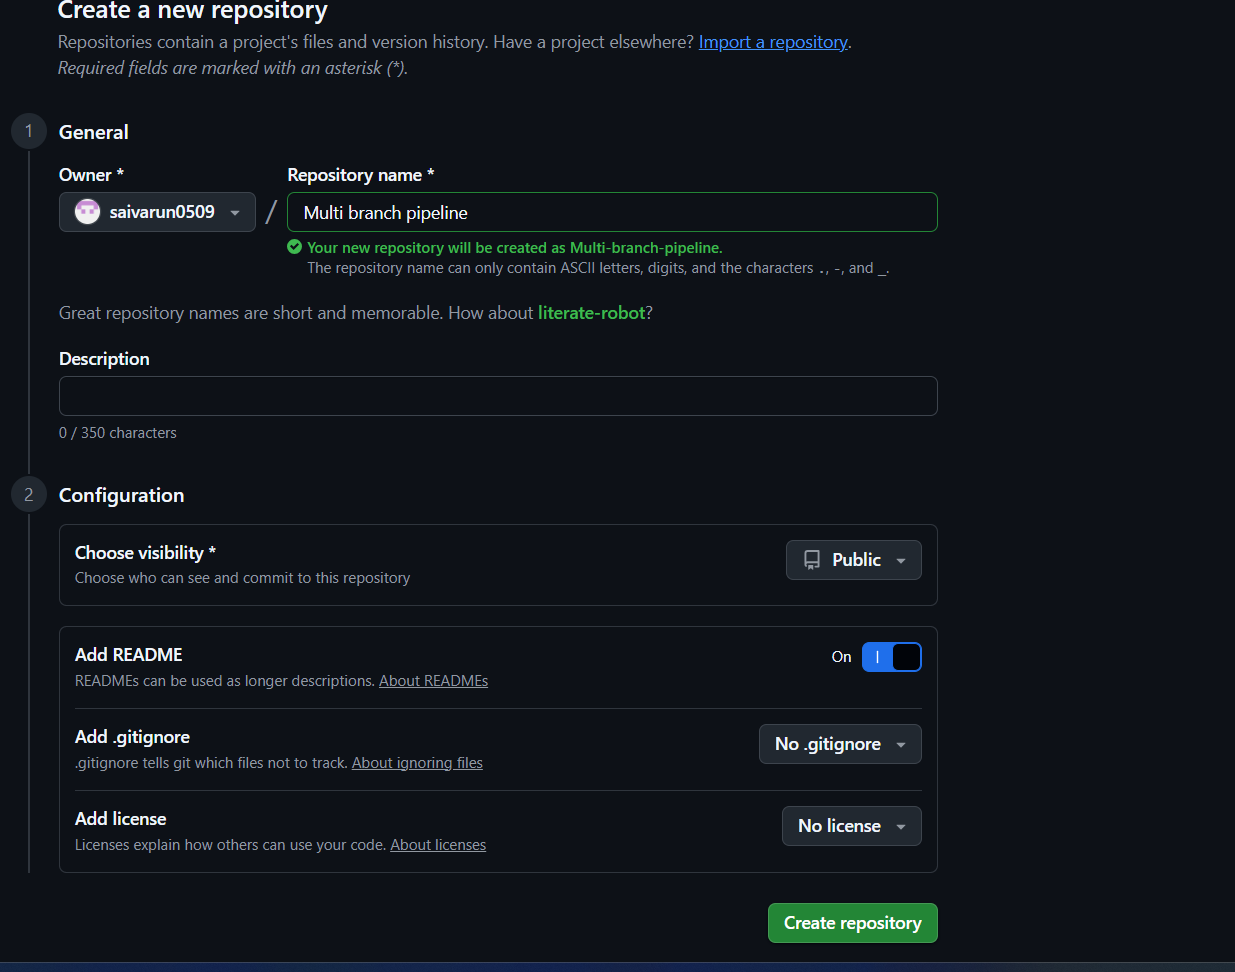 Create a new repository
Repositories contain a project's files and version history. Have a project elsewhere? Import a repository.
Required fields are marked with an asterisk (*).
1 General
Owner * Repository name *
saivarun0509 / Multi branch pipeline
Your new repository will be created as Multi-branch-pipeline.
The repository name can only contain ASCII letters, digits, and the characters ., -, and _.
Great repository names are short and memorable. How about literate-robot?
Description
0 / 350 characters
2 Configuration
Choose visibility *
Choose who can see and commit to this repository
Public
Add README
READMEs can be used as longer descriptions. About READMEs
On
Add .gitignore
.gitignore tells git which files not to track. About ignoring files
No .gitignore
Add license
Licenses explain how others can use your code. About licenses
No license
Create repository